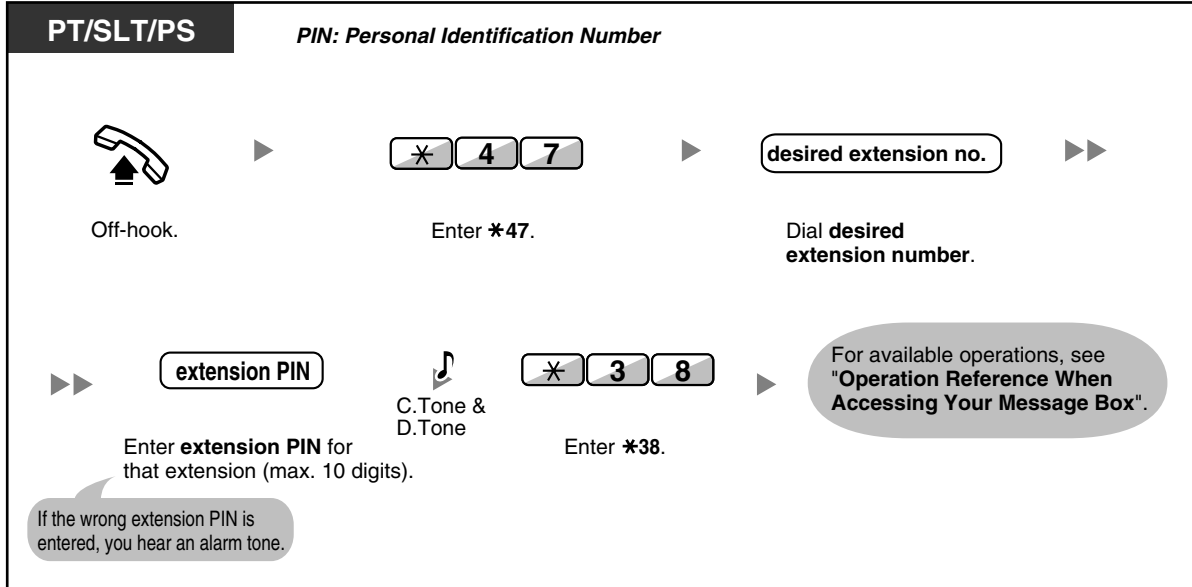 PT/SLT/PS
PIN: Personal Identification Number
✳ 4 7
desired extension no.
Off-hook.
Enter ✳47.
Dial desired
extension number.
extension PIN
C.Tone &
D.Tone
✳ 3 8
For available operations, see
"Operation Reference When
Accessing Your Message Box".
Enter extension PIN for
that extension (max. 10 digits).
Enter ✳38.
If the wrong extension PIN is
entered, you hear an alarm tone.